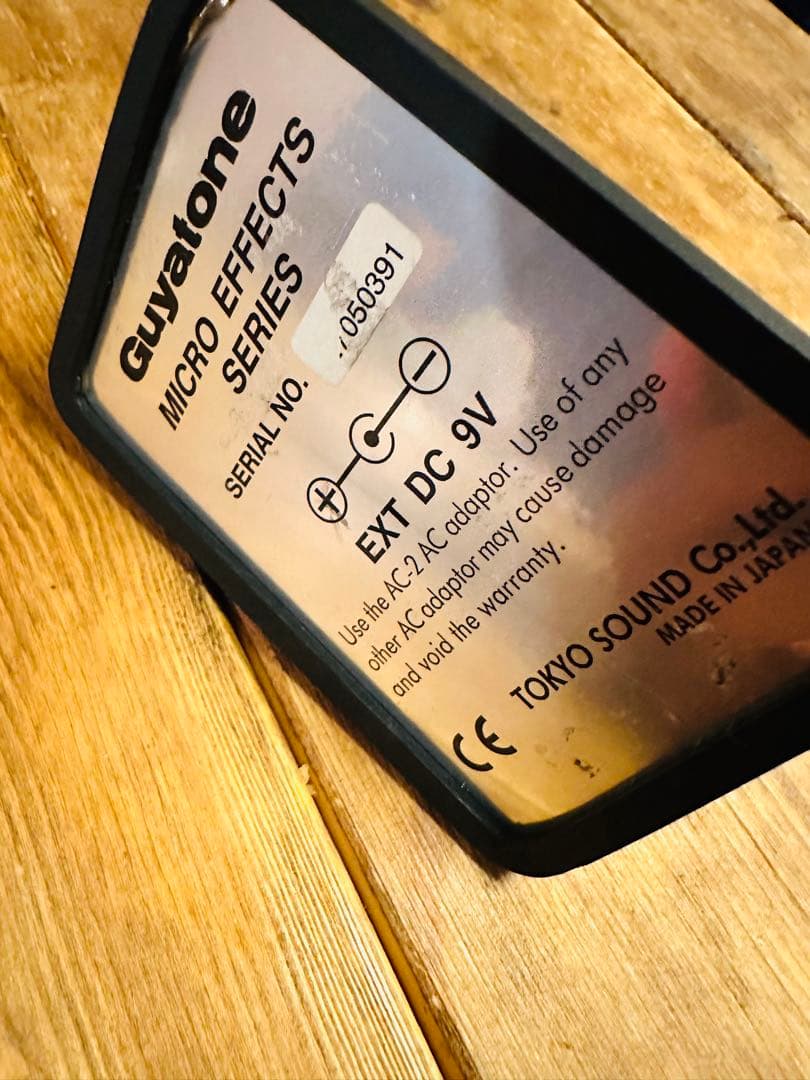 Guyatone
MICRO EFFECTS
SERIES
SERIAL NO. 050391
+ −
EXT DC 9V
Use the AC-2 AC adaptor. Use of any
other AC adaptor may cause damage
and void the warranty.
CE TOKYO SOUND Co.,Ltd.
MADE IN JAPAN